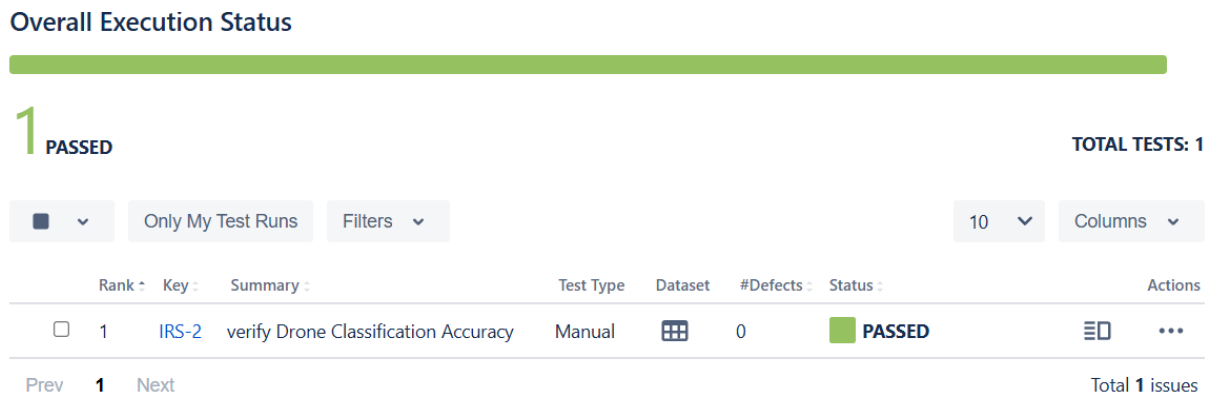 Overall Execution Status
1 PASSED
TOTAL TESTS: 1
Only My Test Runs Filters 10 Columns
Rank Key Summary Test Type Dataset #Defects Status Actions
1 IRS-2 verify Drone Classification Accuracy Manual 0 PASSED
Prev 1 Next Total 1 issues